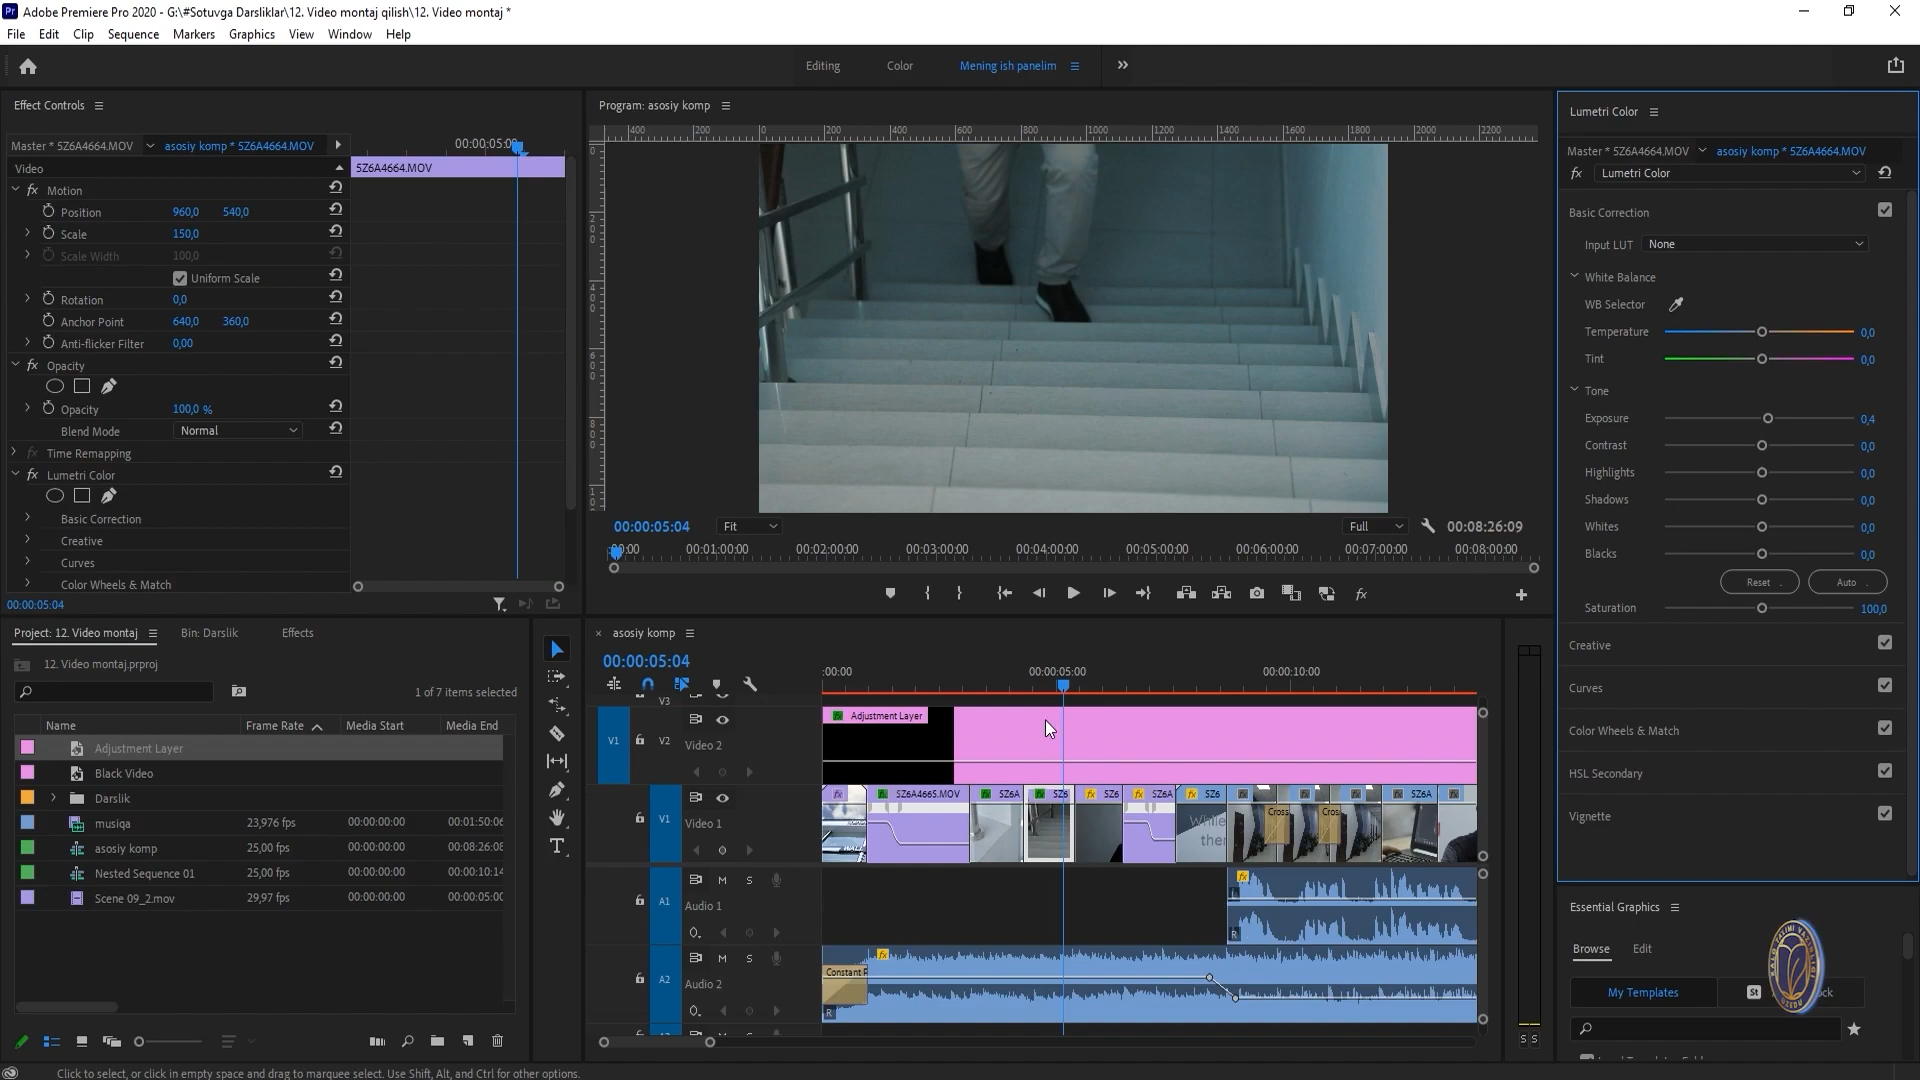 Adobe Premiere Pro 2020 - G:\#Sotuvga Darsliklar\12. Video montaj qilish\12. Video montaj *
File Edit Clip Sequence Markers Graphics View Window Help
Editing Color Mening ish panelim
Effect Controls
Master * 5Z6A4664.MOV asosiy komp * 5Z6A4664.MOV
00:00:05:09
Video
5Z6A4664.MOV
Motion
Position 960,0 540,0
Scale 150,0
Scale Width 100,0
Uniform Scale
Rotation 0,0
Anchor Point 640,0 360,0
Anti-flicker Filter 0,00
Opacity
Opacity 100,0 %
Blend Mode Normal
Time Remapping
Lumetri Color
Basic Correction
Creative
Curves
Color Wheels & Match
00:00:05:04
Program: asosiy komp
400 200 0 200 400 600 800 1000 1200 1400 1600 1800 2000 2200
00:00:05:04 Fit Full 00:08:26:09
00:00 00:01:00:00 00:02:00:00 00:03:00:00 00:04:00:00 00:05:00:00 00:06:00:00 00:07:00:00 00:08:00:00
Lumetri Color
Master * 5Z6A4664.MOV asosiy komp * 5Z6A4664.MOV
fx Lumetri Color
Basic Correction
Input LUT None
White Balance
WB Selector
Temperature 0,0
Tint 0,0
Tone
Exposure 0,4
Contrast 0,0
Highlights 0,0
Shadows 0,0
Whites 0,0
Blacks 0,0
Reset Auto
Saturation 100,0
Creative
Curves
Color Wheels & Match
HSL Secondary
Vignette
Project: 12. Video montaj Bin: Darslik Effects
12. Video montaj.prproj
1 of 7 items selected
Name Frame Rate Media Start Media End
Adjustment Layer
Black Video
Darslik
musiqa 23,976 fps 00:00:00:00 00:01:50:06
asosiy komp 25,00 fps 00:00:00:00 00:08:26:08
Nested Sequence 01 25,00 fps 00:00:00:00 00:00:10:14
Scene 09_2.mov 29,97 fps 00:00:00:00 00:00:05:00
asosiy komp
00:00:05:04
:00:00 00:00:05:00 00:00:10:00
V3
V1 V2 Video 2
Adjustment Layer
V1 Video 1
5Z6A4665.MOV 5Z6A 5Z6 5Z6 5Z6A 5Z6 5Z6A
Cross Cros
A1 M S
Audio 1
R
A2 M S
Audio 2
Constant P
R
S S
Essential Graphics
Browse Edit
My Templates St
Click to select, or click in empty space and drag to marquee select. Use Shift, Alt, and Ctrl for other options.